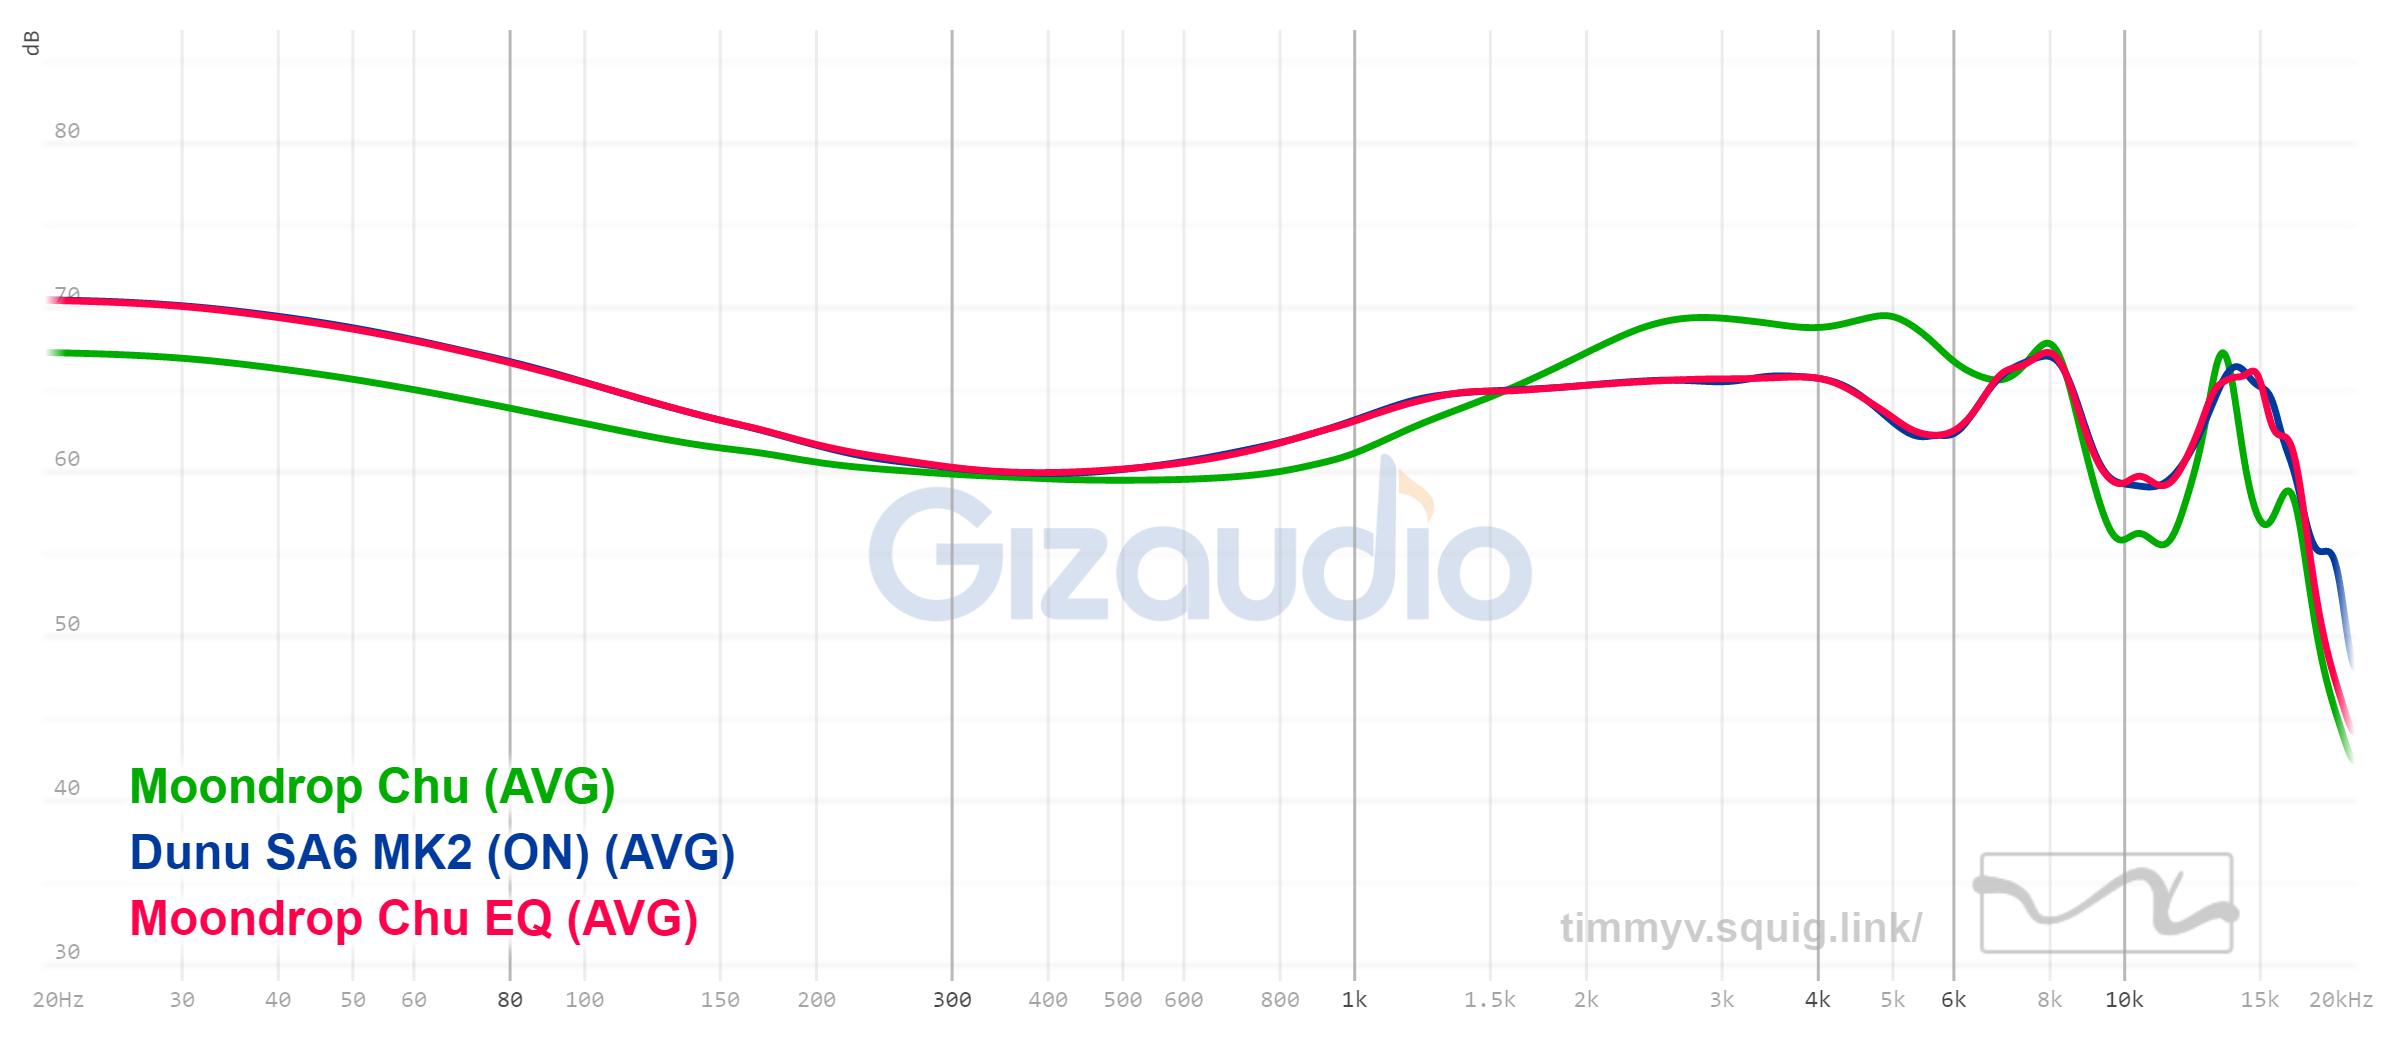 dB
80
70
60
50
40
30
Gizaudio
Moondrop Chu (AVG)
Dunu SA6 MK2 (ON) (AVG)
Moondrop Chu EQ (AVG)
timmyv.squig.link/
20Hz 30 40 50 60 80 100 150 200 300 400 500 600 800 1k 1.5k 2k 3k 4k 5k 6k 8k 10k 15k 20kHz